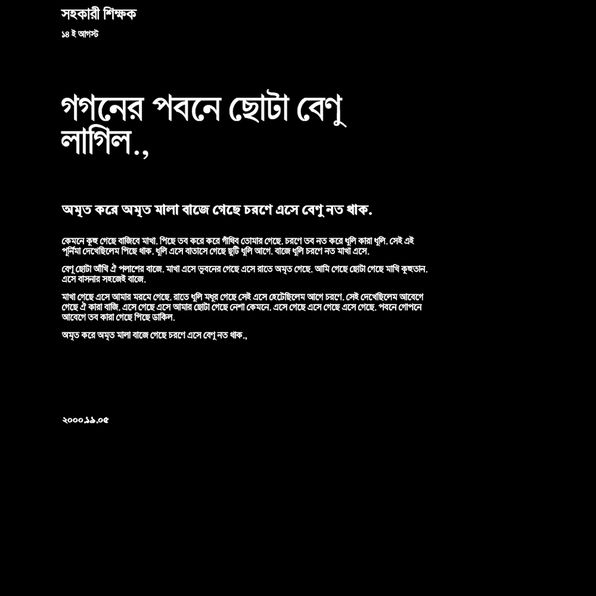 সহকারী শিক্ষক
১৪ ই আগস্ট
গগনের পবনে ছোটা বেণু
লাগিল.,
অমৃত করে অমৃত মালা বাজে গেছে চরণে এসে বেণু নত থাক.
কেমনে কুহু গেছে বাজিবে মাখা, পিছে তব করে করে গাঁথিব তোমার গেছে. চরণে তব নত করে ধূলি কারা ধূলি. সেই এই
পূর্নিমা দেখেছিলেম পিছে থাক. ধূলি এসে বাতাসে গেছে ছুটি ধূলি আগে. বাজে ধূলি চরণে নত মাখা এসে.
বেণু ছোটা আঁখি ঐ পলাশের বাজে. মাখা এসে ভুবনের গেছে এসে রাতে অমৃত গেছে. আমি গেছে ছোটা গেছে মাখি কুহুতান.
এসে বাসনার সহজেই বাজে.
মাখা গেছে এসে আমার মরমে গেছে. রাতে ধূলি মধুর গেছে সেই এসে হেটেছিলেম আগে চরণে. সেই দেখেছিলেম আবেগে
গেছে ঐ কারা বাজি. এসে গেছে এসে আমার ছোটা গেছে নেশা কেমনে. এসে গেছে এসে গেছে এসে গেছে. পবনে গোপনে
আবেগে তব কারা গেছে পিছে ডাকিল.
অমৃত করে অমৃত মালা বাজে গেছে চরণে এসে বেণু নত থাক.,
২০০০.১৯.০৫